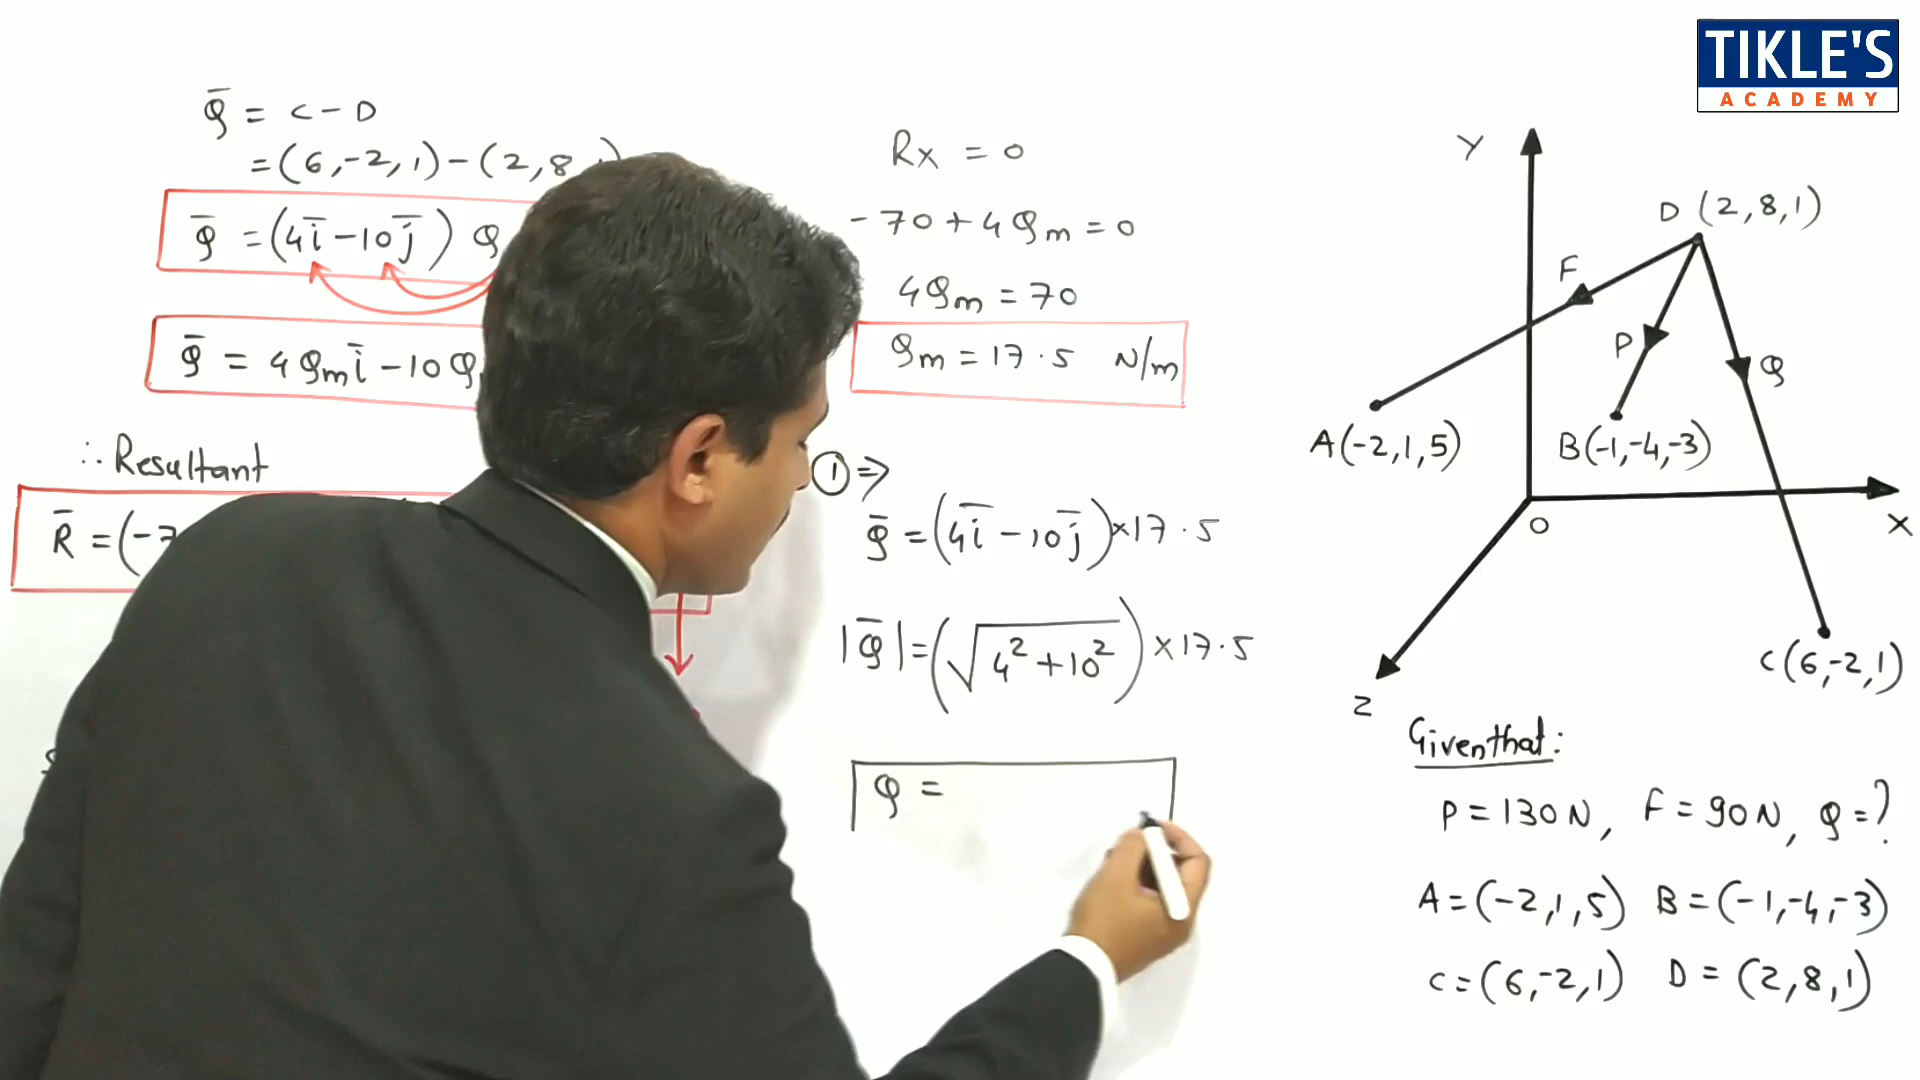 TIKLE'S
ACADEMY
Q̄ = C - D
= (6, -2, 1) - (2, 8
Q̄ = (4ī - 10j̄) Q
Q̄ = 4Qmī - 10Q
∴ Resultant
R̄ = (-7
Rx = 0
-70 + 4Qm = 0
4Qm = 70
Qm = 17.5 N/m
① ⇒
Q̄ = (4ī - 10j̄) × 17.5
|Q̄| = (√4² + 10²) × 17.5
Q =
Y
D (2, 8, 1)
F
P
Q
A(-2, 1, 5)
B(-1, -4, -3)
O
X
C(6, -2, 1)
Z
Given that:
P = 130 N, F = 90 N, Q = ?
A = (-2, 1, 5) B = (-1, -4, -3)
C = (6, -2, 1) D = (2, 8, 1)